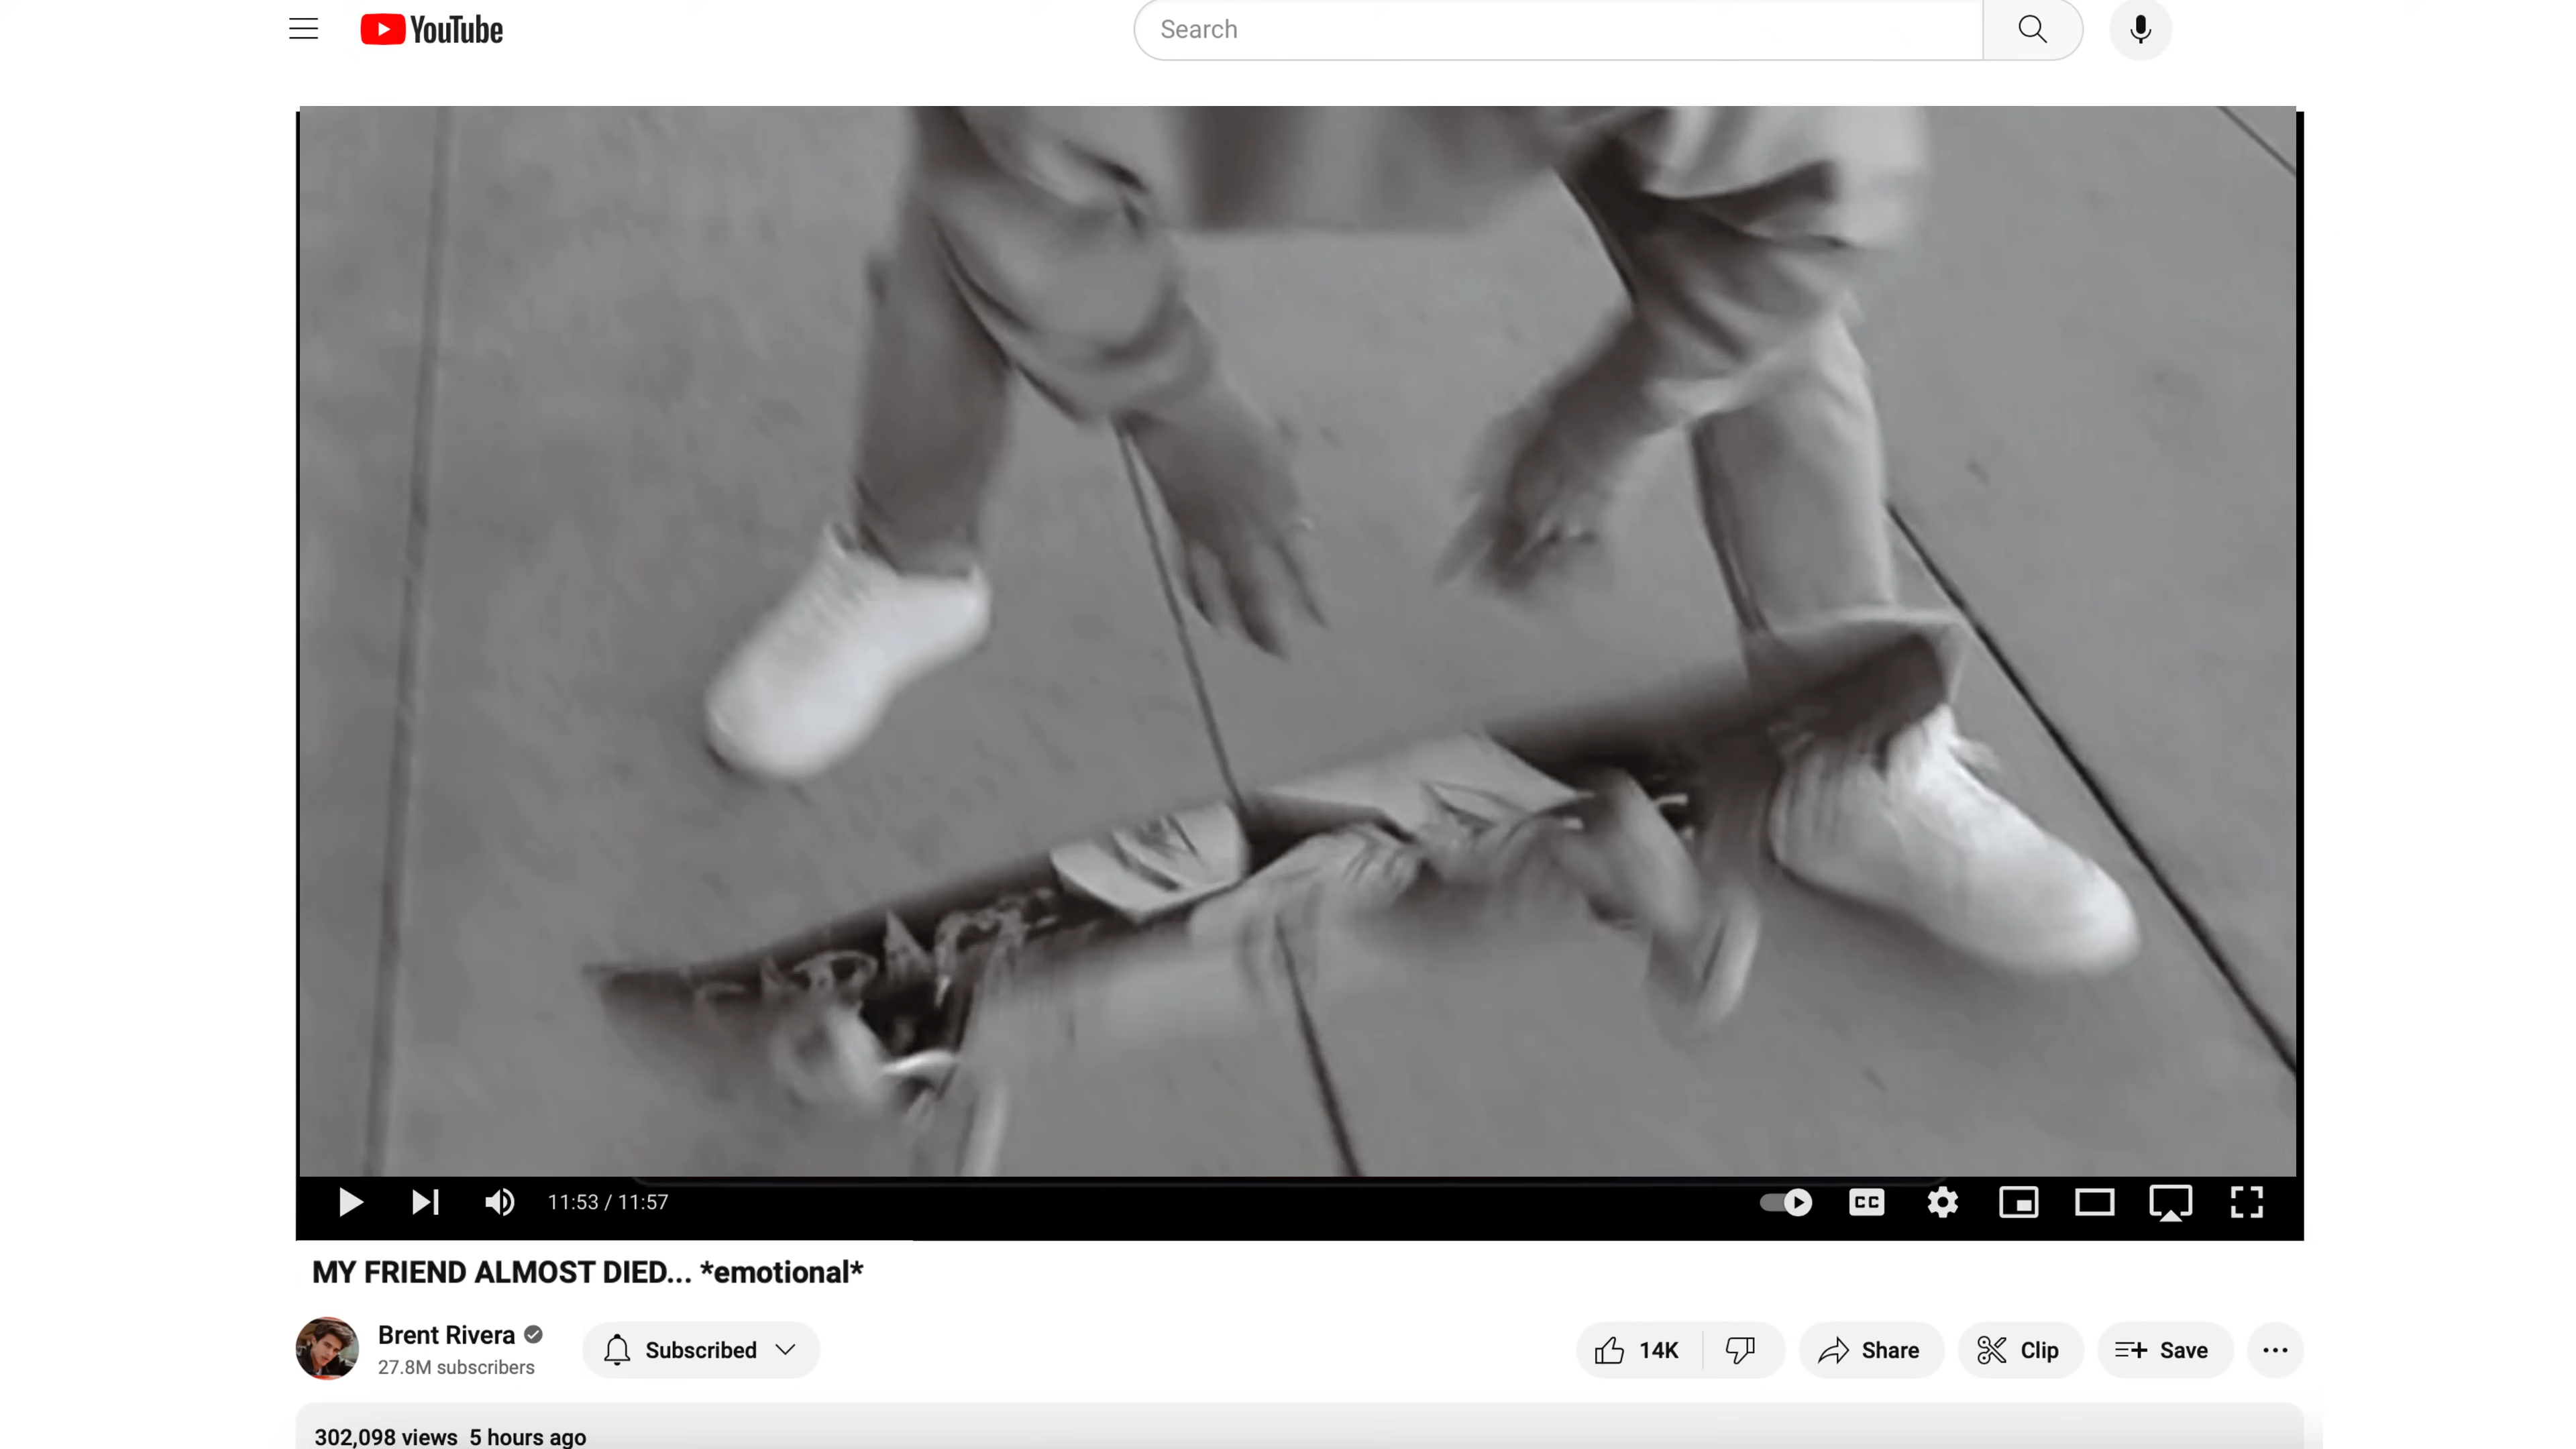 YouTube
Search
11:53 / 11:57
CC
MY FRIEND ALMOST DIED... *emotional*
Brent Rivera
27.8M subscribers
Subscribed
14K
Share
Clip
Save
302,098 views 5 hours ago